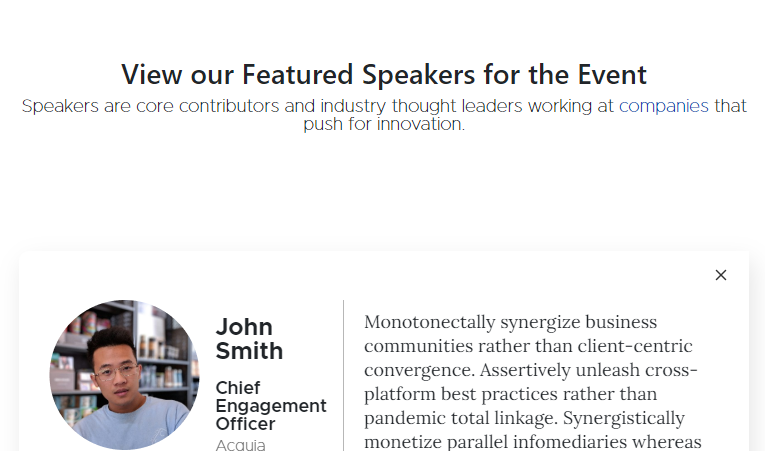 View our Featured Speakers for the Event
Speakers are core contributors and industry thought leaders working at companies that
push for innovation.
John
Smith
Chief
Engagement
Officer
Acquia
Monotonectally synergize business
communities rather than client-centric
convergence. Assertively unleash cross-
platform best practices rather than
pandemic total linkage. Synergistically
monetize parallel infomediaries whereas